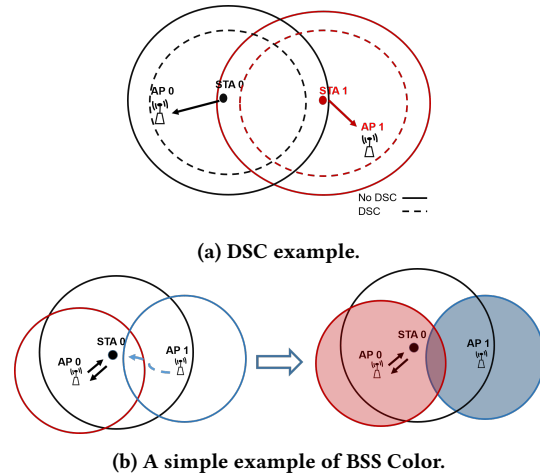 STA 0
STA 1
AP 0
AP 1
No DSC
DSC
(a) DSC example.
STA 0
AP 0
AP 1
STA 0
AP 0
AP 1
(b) A simple example of BSS Color.